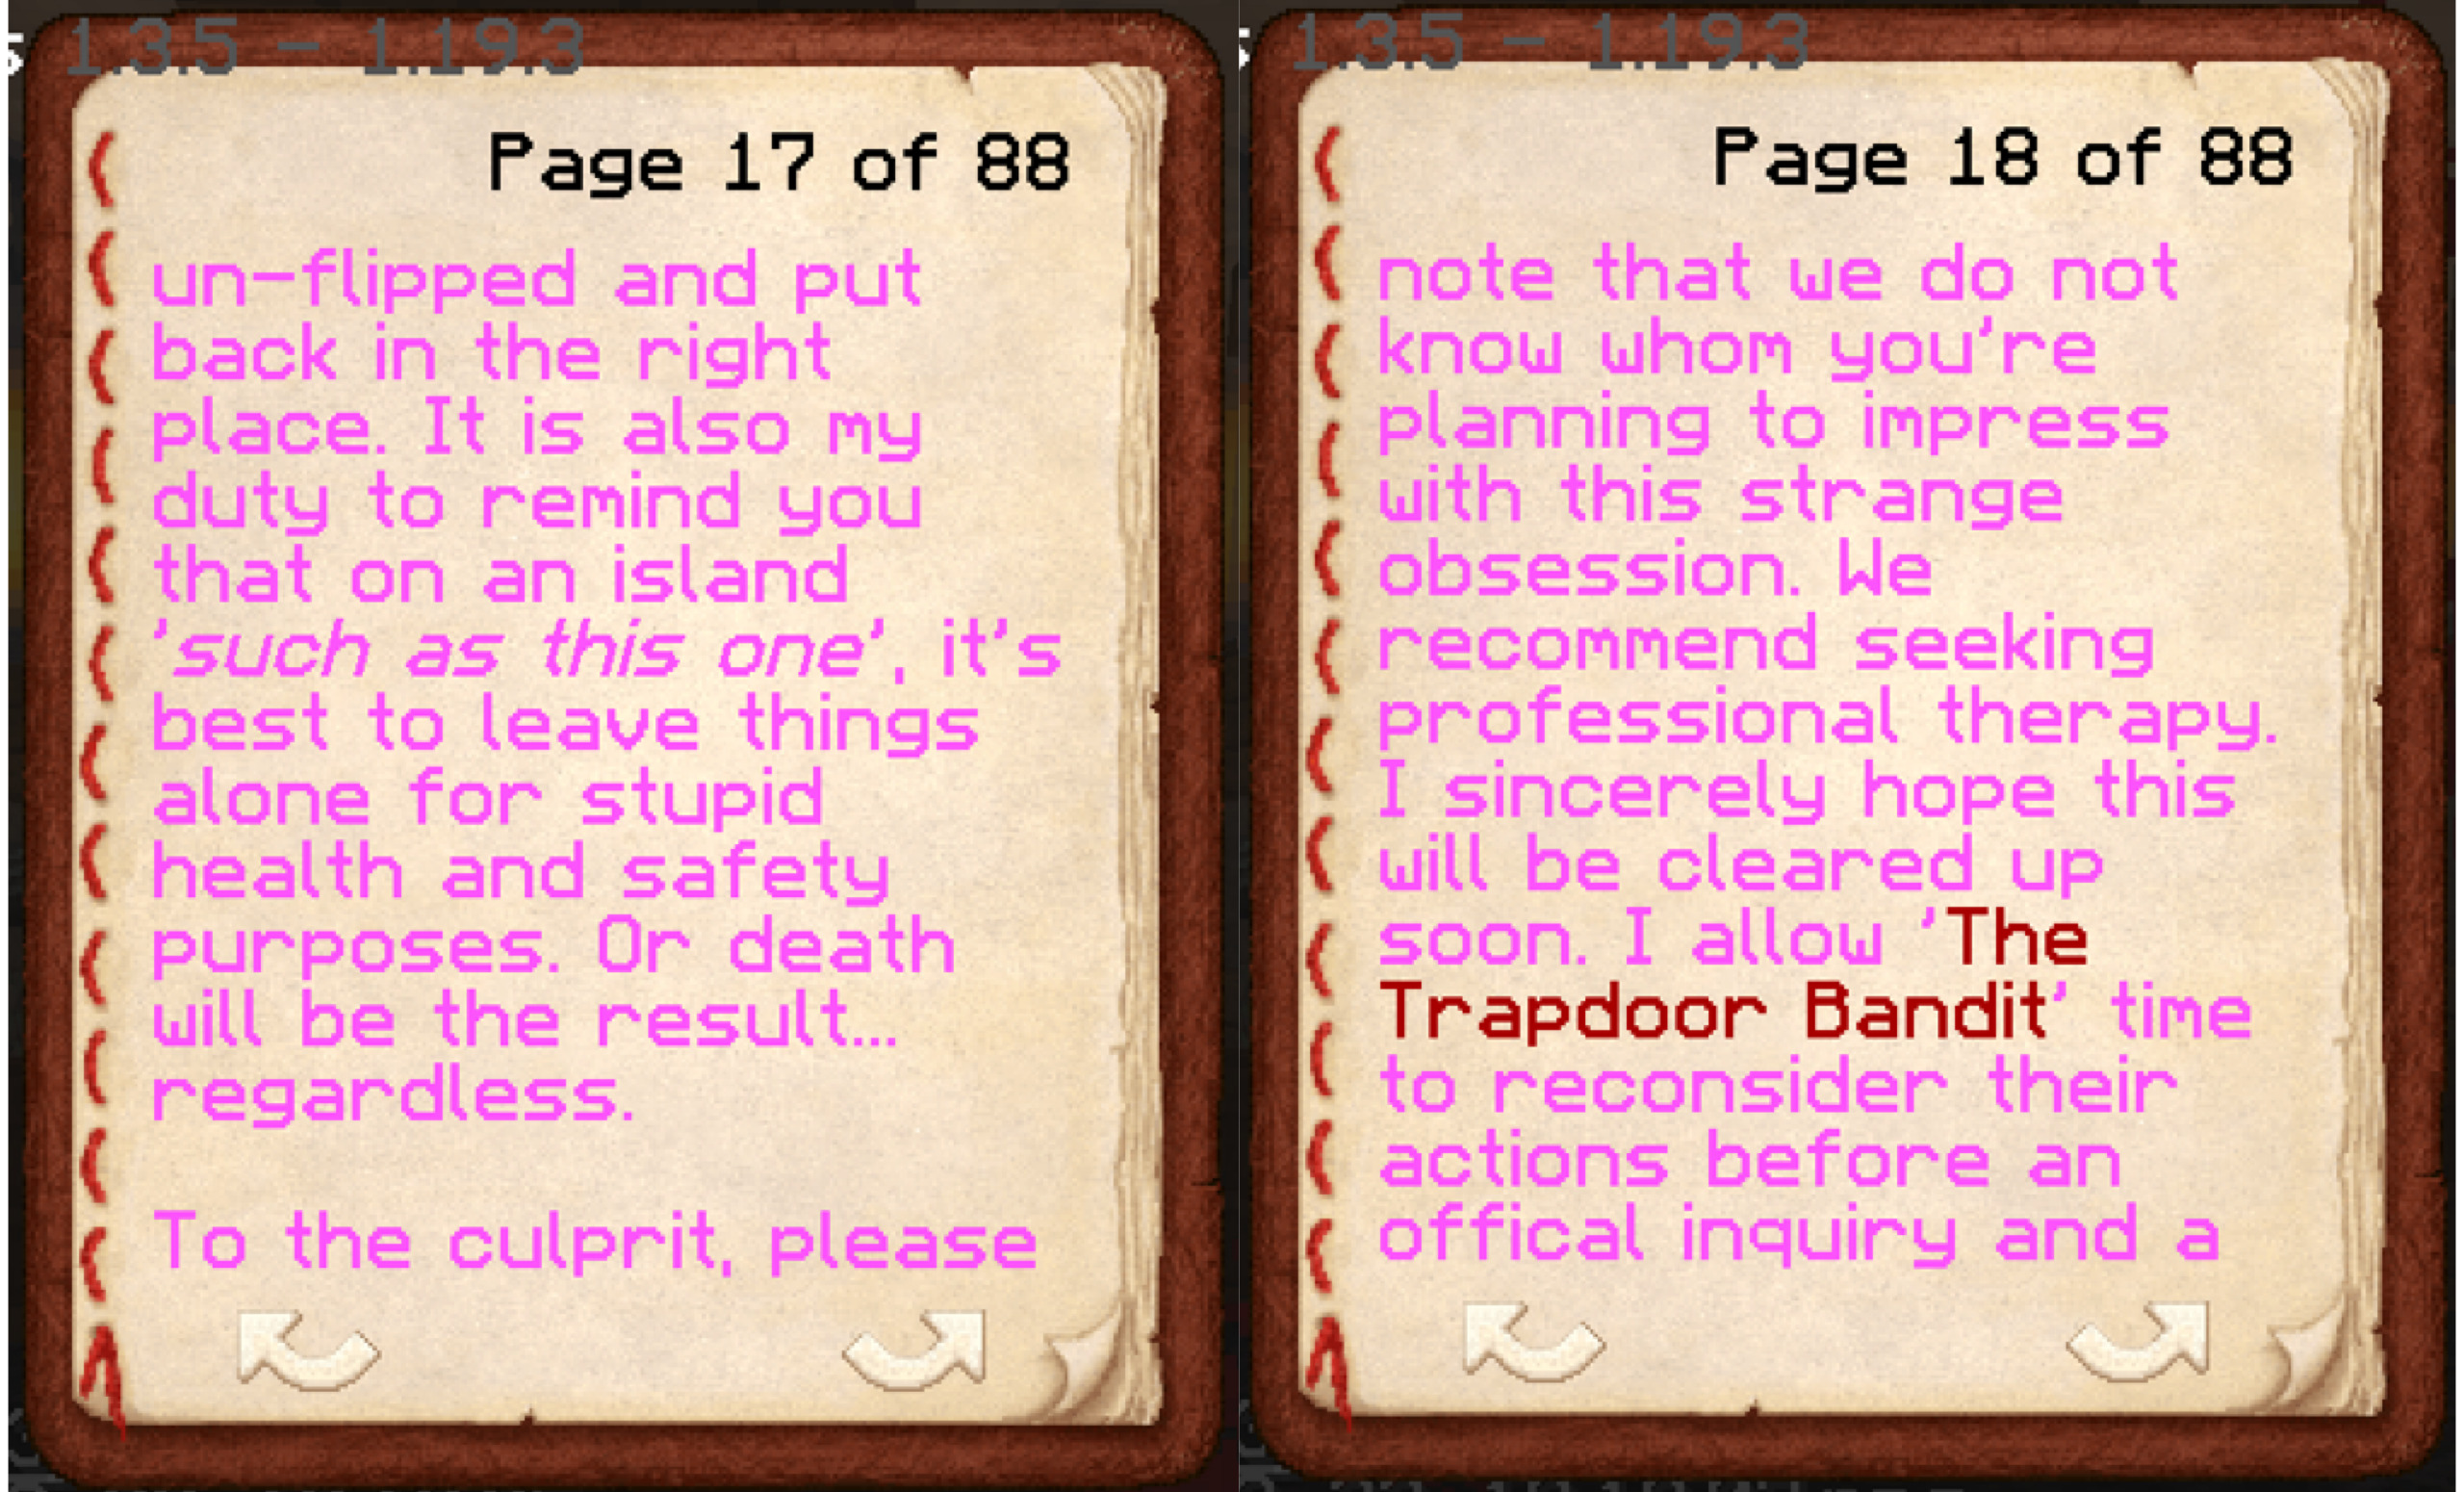 1.3.5 - 1.19.3
Page 17 of 88
un-flipped and put
back in the right
place. It is also my
duty to remind you
that on an island
'such as this one', it's
best to leave things
alone for stupid
health and safety
purposes. Or death
will be the result...
regardless.
To the culprit, please
1.3.5 - 1.19.3
Page 18 of 88
note that we do not
know whom you're
planning to impress
with this strange
obsession. We
recommend seeking
professional therapy.
I sincerely hope this
will be cleared up
soon. I allow 'The
Trapdoor Bandit' time
to reconsider their
actions before an
offical inquiry and a